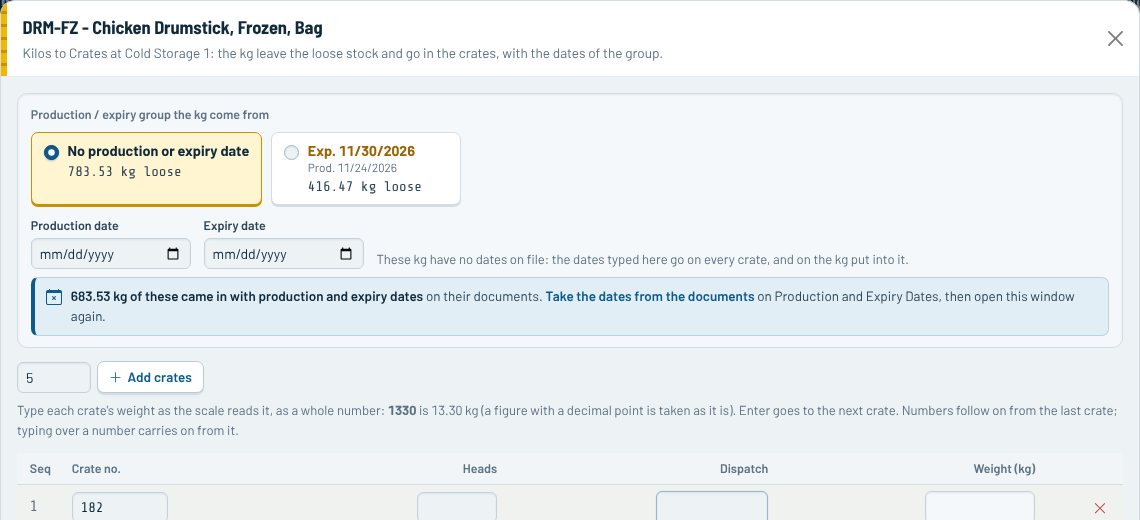 DRM-FZ - Chicken Drumstick, Frozen, Bag
Kilos to Crates at Cold Storage 1: the kg leave the loose stock and go in the crates, with the dates of the group.
Production / expiry group the kg come from
No production or expiry date
783.53 kg loose
Exp. 11/30/2026
Prod. 11/24/2026
416.47 kg loose
Production date
Expiry date
mm/dd/yyyy
mm/dd/yyyy
These kg have no dates on file: the dates typed here go on every crate, and on the kg put into it.
683.53 kg of these came in with production and expiry dates on their documents. Take the dates from the documents on Production and Expiry Dates, then open this window
again.
5
+ Add crates
Type each crate's weight as the scale reads it, as a whole number: 1330 is 13.30 kg (a figure with a decimal point is taken as it is). Enter goes to the next crate. Numbers follow on from the last crate;
typing over a number carries on from it.
Seq Crate no. Heads Dispatch Weight (kg)
1 182